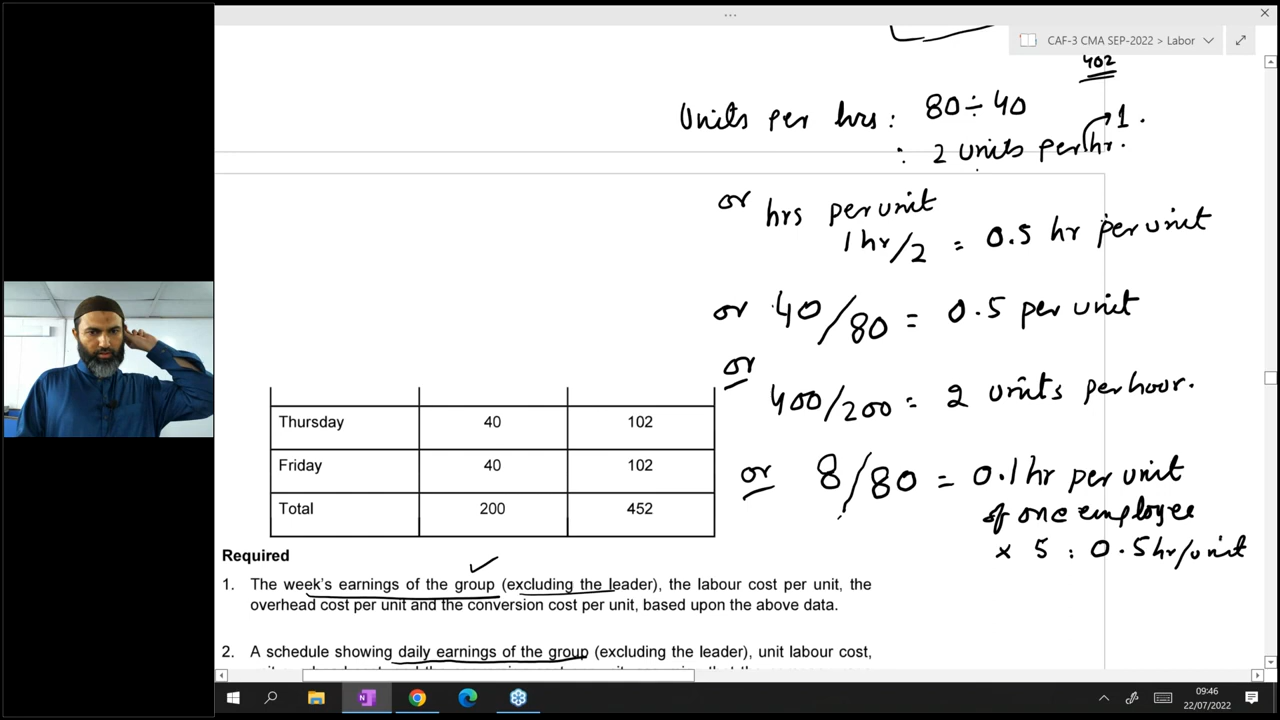 CAF-3 CMA SEP-2022 > Labor
402
Units per hrs : 80 ÷ 40
1.
: 2 units per hr.
or hrs per unit
1 hr/2 = 0.5 hr per unit
or 40/80 = 0.5 per unit
or
400/200 = 2 units per hour.
or 8/80 = 0.1 hr per unit
of one employee
x 5 : 0.5 hr/unit
Thursday 40 102
Friday 40 102
Total 200 452
Required
1. The week's earnings of the group (excluding the leader), the labour cost per unit, the
overhead cost per unit and the conversion cost per unit, based upon the above data.
2. A schedule showing daily earnings of the group (excluding the leader), unit labour cost,
09:46
22/07/2022